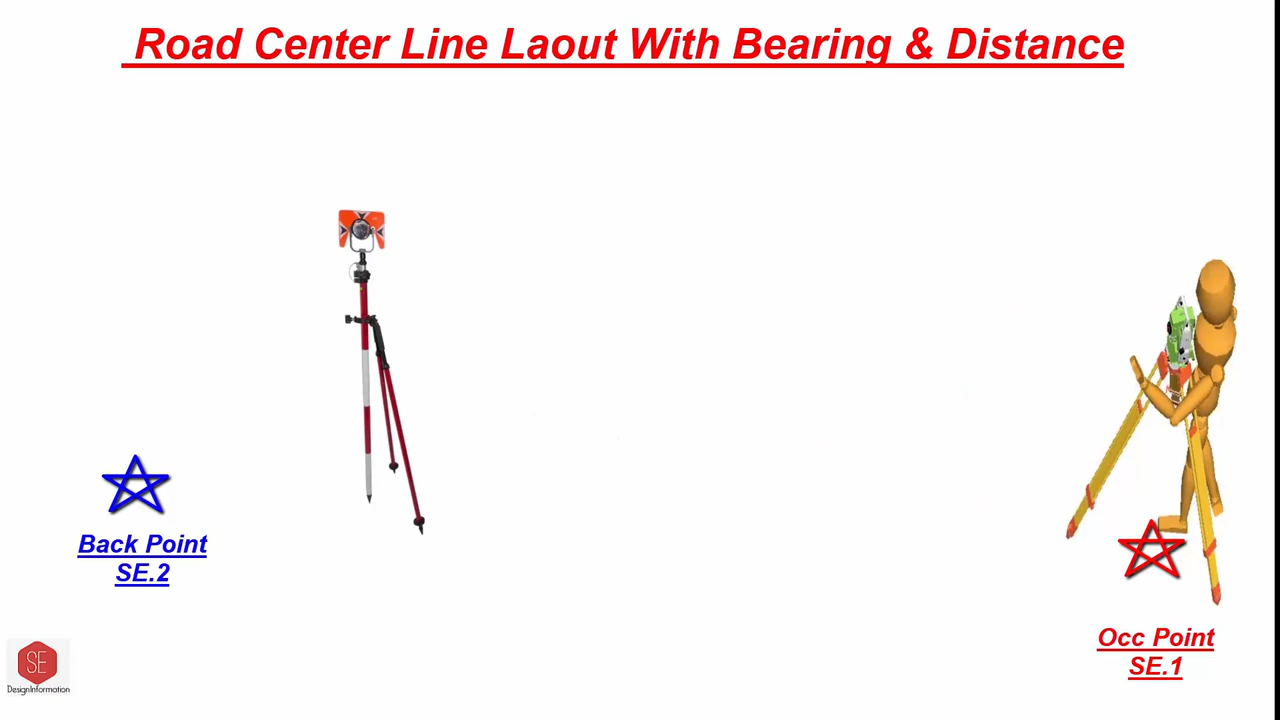 Road Center Line Laout With Bearing & Distance
Back Point
SE.2
Occ Point
SE.1
SE
DesignInformation